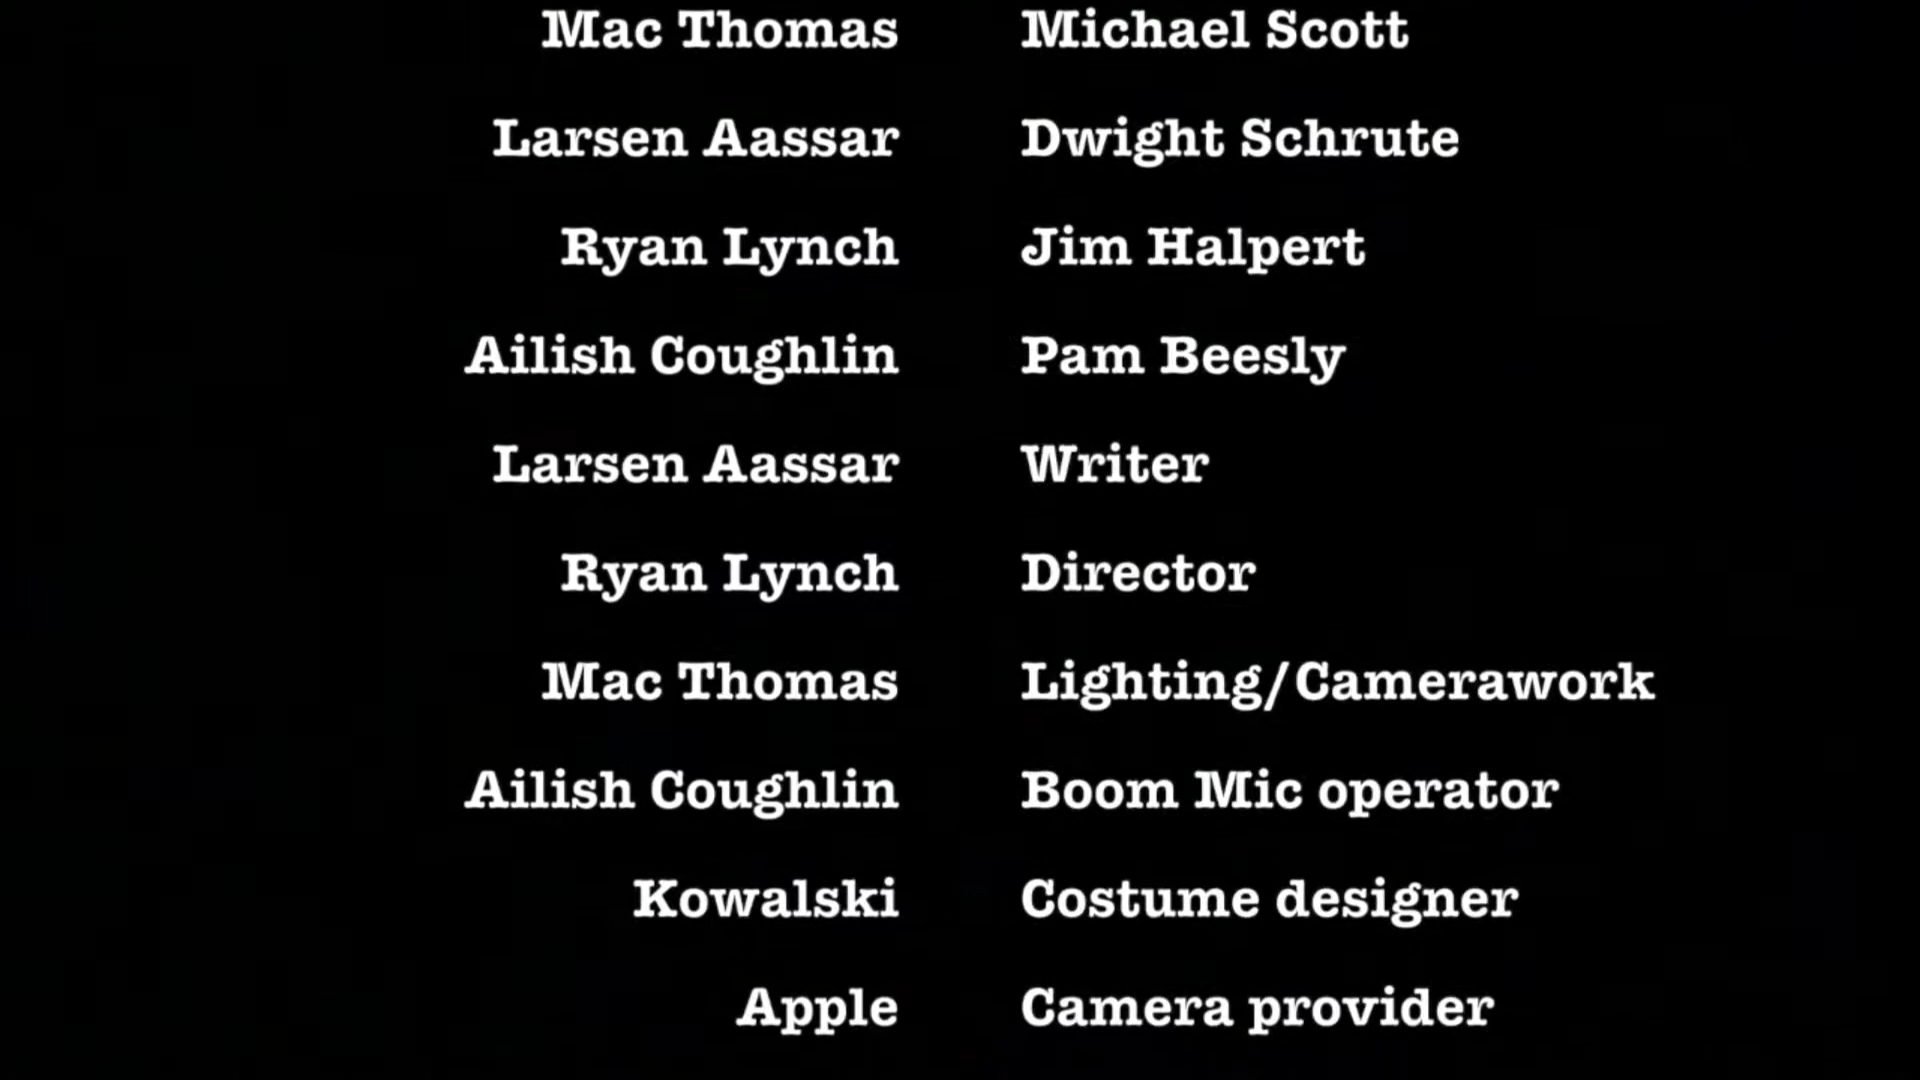 Mac Thomas Michael Scott
Larsen Aassar Dwight Schrute
Ryan Lynch Jim Halpert
Ailish Coughlin Pam Beesly
Larsen Aassar Writer
Ryan Lynch Director
Mac Thomas Lighting/Camerawork
Ailish Coughlin Boom Mic operator
Kowalski Costume designer
Apple Camera provider